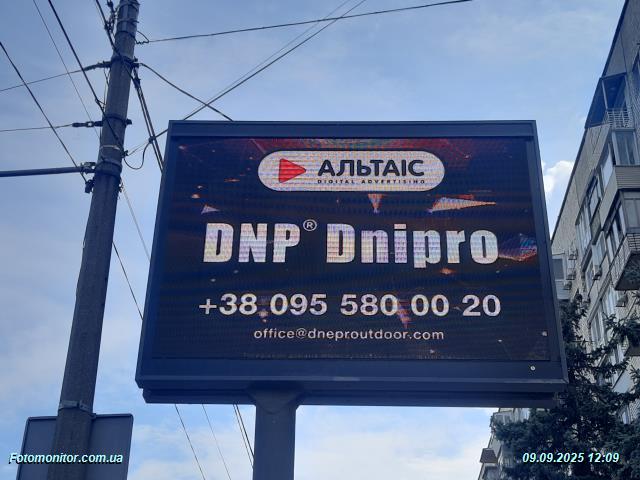 АЛЬТАІС
DIGITAL ADVERTISING
DNP® Dnipro
+38 095 580 00 20
office@dneproutdoor.com
Fotomonitor.com.ua
09.09.2025 12:09